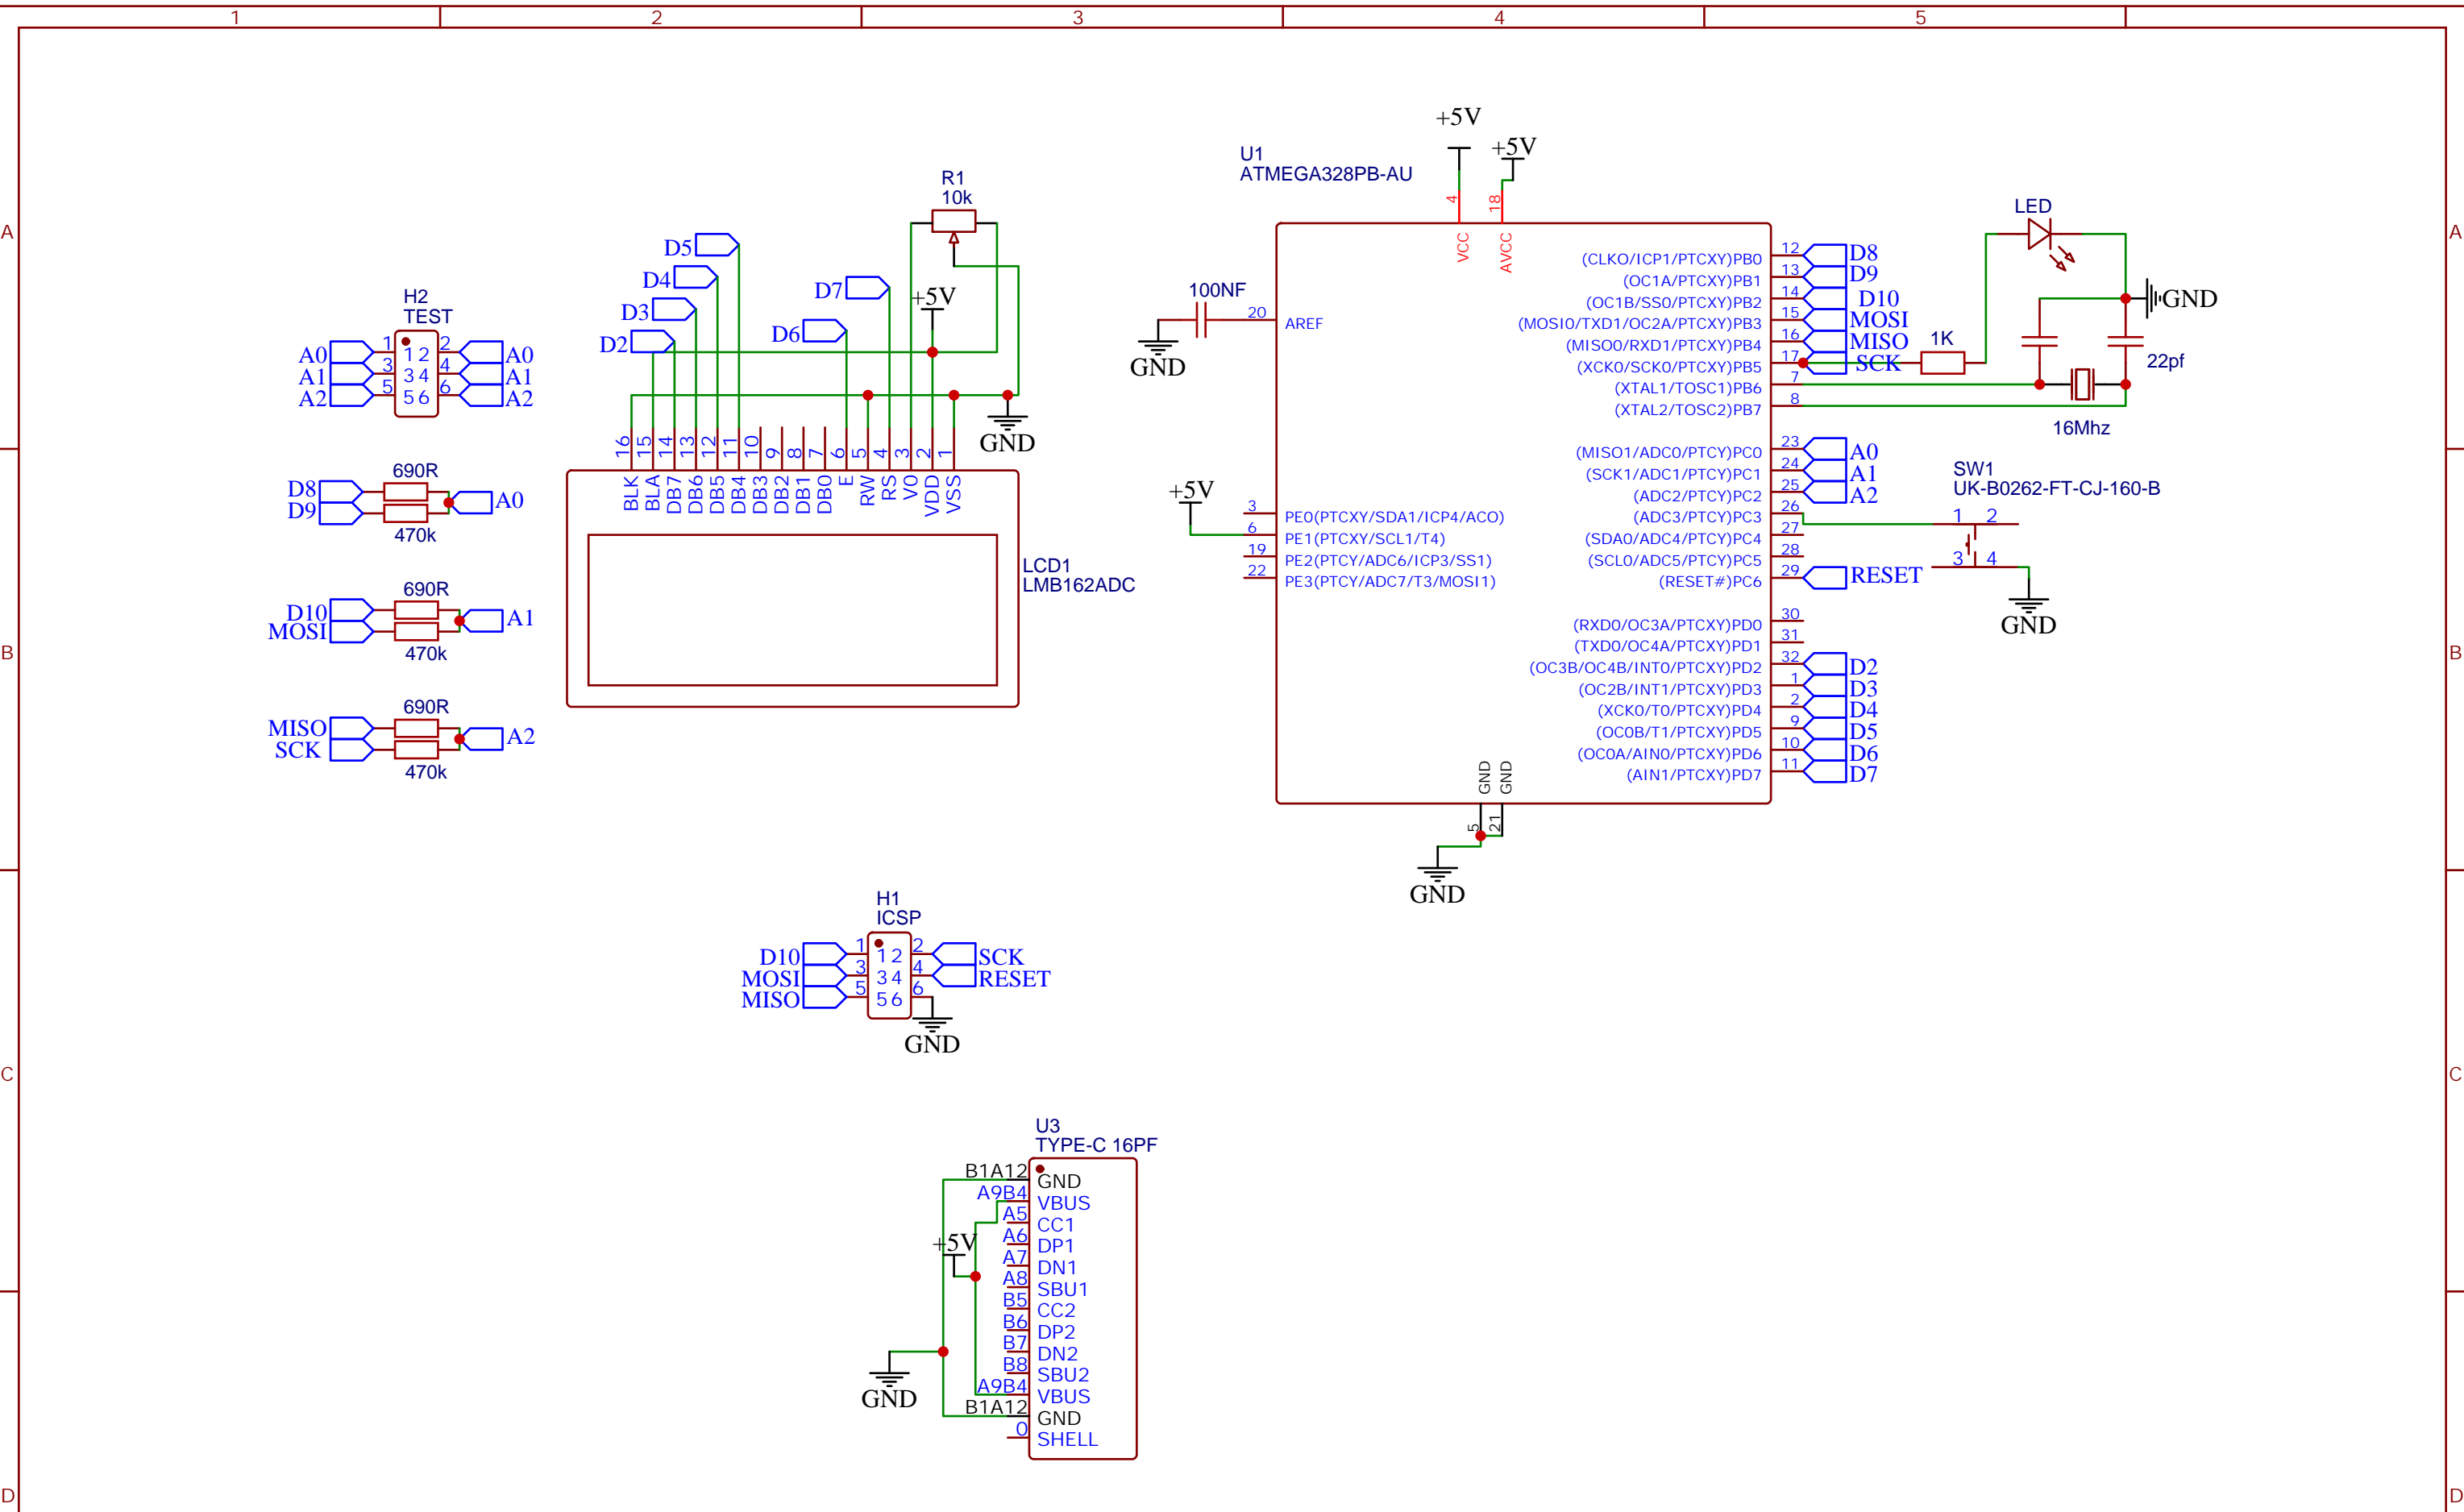 1 2 3 4 5
A
B
C
D
A
B
C
D
H2
TEST
A0 1 1 2 2 A0
A1 3 3 4 4 A1
A2 5 5 6 6 A2
690R
D8
D9
A0
470k
690R
D10
MOSI
A1
470k
690R
MISO
SCK
A2
470k
R1
10k
D5
D4
D3
D2
D7
D6
+5V
GND
16 15 14 13 12 11 10 9 8 7 6 5 4 3 2 1
BLK BLA DB7 DB6 DB5 DB4 DB3 DB2 DB1 DB0 E RW RS V0 VDD VSS
LCD1
LMB162ADC
U1
ATMEGA328PB-AU
+5V
+5V
4 18
VCC AVCC
100NF
GND
20 AREF
+5V
3 PE0(PTCXY/SDA1/ICP4/ACO)
6 PE1(PTCXY/SCL1/T4)
19 PE2(PTCY/ADC6/ICP3/SS1)
22 PE3(PTCY/ADC7/T3/MOSI1)
(CLKO/ICP1/PTCXY)PB0 12 D8
(OC1A/PTCXY)PB1 13 D9
(OC1B/SS0/PTCXY)PB2 14 D10
(MOSI0/TXD1/OC2A/PTCXY)PB3 15 MOSI
(MISO0/RXD1/PTCXY)PB4 16 MISO
(XCK0/SCK0/PTCXY)PB5 17 SCK
(XTAL1/TOSC1)PB6 7
(XTAL2/TOSC2)PB7 8
(MISO1/ADC0/PTCY)PC0 23 A0
(SCK1/ADC1/PTCY)PC1 24 A1
(ADC2/PTCY)PC2 25 A2
(ADC3/PTCY)PC3 26
(SDA0/ADC4/PTCY)PC4 27
(SCL0/ADC5/PTCY)PC5 28
(RESET#)PC6 29 RESET
(RXD0/OC3A/PTCXY)PD0 30
(TXD0/OC4A/PTCXY)PD1 31
(OC3B/OC4B/INT0/PTCXY)PD2 32 D2
(OC2B/INT1/PTCXY)PD3 1 D3
(XCK0/T0/PTCXY)PD4 2 D4
(OC0B/T1/PTCXY)PD5 9 D5
(OC0A/AIN0/PTCXY)PD6 10 D6
(AIN1/PTCXY)PD7 11 D7
GND GND
5 21
GND
LED
GND
1K
22pf
16Mhz
SW1
UK-B0262-FT-CJ-160-B
1 2
3 4
GND
H1
ICSP
D10 1 1 2 2 SCK
MOSI 3 3 4 4 RESET
MISO 5 5 6 6
GND
U3
TYPE-C 16PF
B1A12 GND
A9B4 VBUS
A5 CC1
A6 DP1
A7 DN1
A8 SBU1
B5 CC2
B6 DP2
B7 DN2
B8 SBU2
A9B4 VBUS
B1A12 GND
0 SHELL
+5V
GND